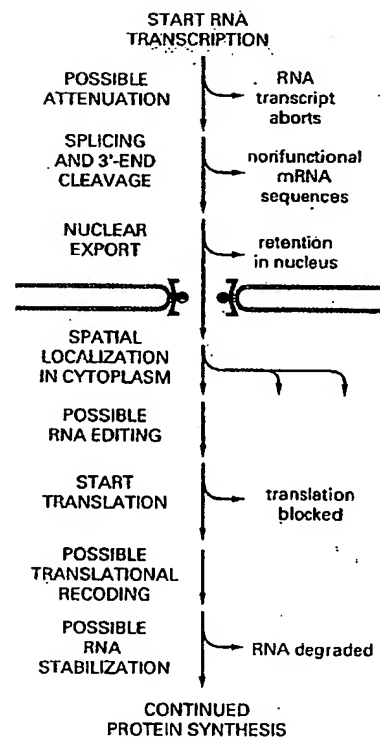 START RNA
TRANSCRIPTION
POSSIBLE
ATTENUATION
RNA
transcript
aborts
SPLICING
AND 3'-END
CLEAVAGE
nonfunctional
mRNA
sequences
NUCLEAR
EXPORT
retention
in nucleus
SPATIAL
LOCALIZATION
IN CYTOPLASM
POSSIBLE
RNA EDITING
START
TRANSLATION
translation
blocked
POSSIBLE
TRANSLATIONAL
RECODING
POSSIBLE
RNA
STABILIZATION
RNA degraded
CONTINUED
PROTEIN SYNTHESIS